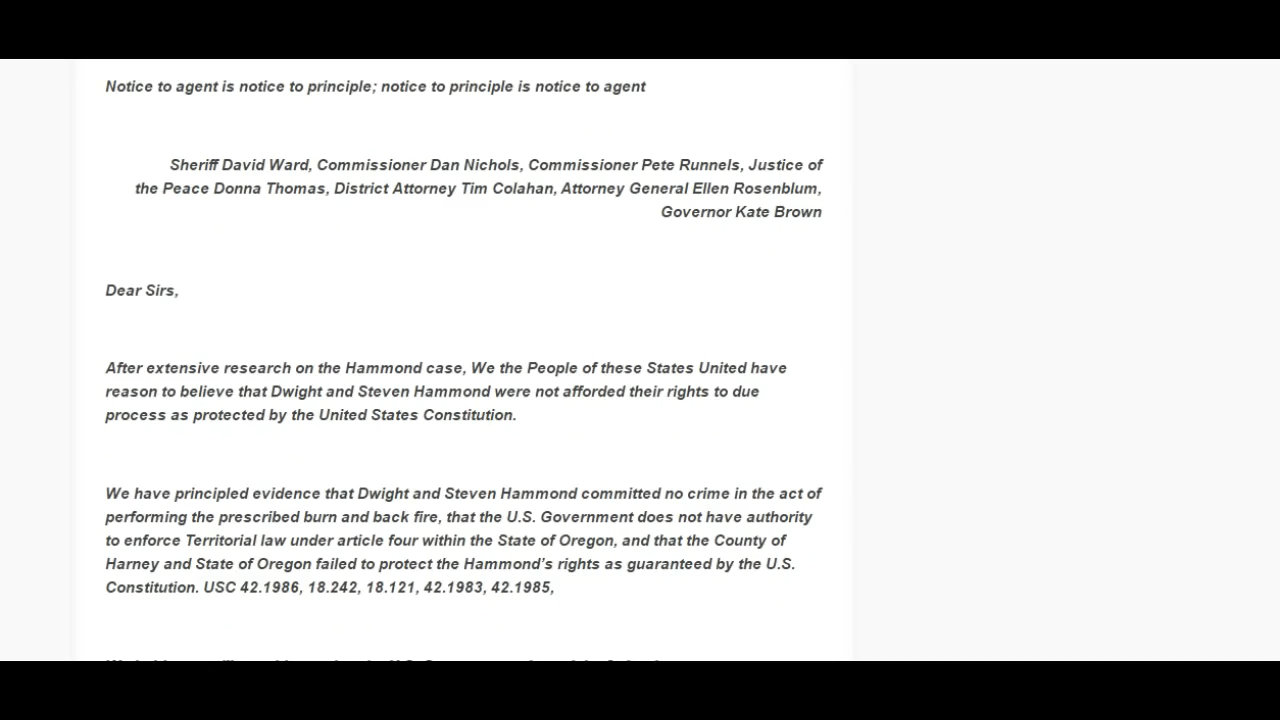 Notice to agent is notice to principle; notice to principle is notice to agent
Sheriff David Ward, Commissioner Dan Nichols, Commissioner Pete Runnels, Justice of
the Peace Donna Thomas, District Attorney Tim Colahan, Attorney General Ellen Rosenblum,
Governor Kate Brown
Dear Sirs,
After extensive research on the Hammond case, We the People of these States United have
reason to believe that Dwight and Steven Hammond were not afforded their rights to due
process as protected by the United States Constitution.
We have principled evidence that Dwight and Steven Hammond committed no crime in the act of
performing the prescribed burn and back fire, that the U.S. Government does not have authority
to enforce Territorial law under article four within the State of Oregon, and that the County of
Harney and State of Oregon failed to protect the Hammond's rights as guaranteed by the U.S.
Constitution. USC 42.1986, 18.242, 18.121, 42.1983, 42.1985,